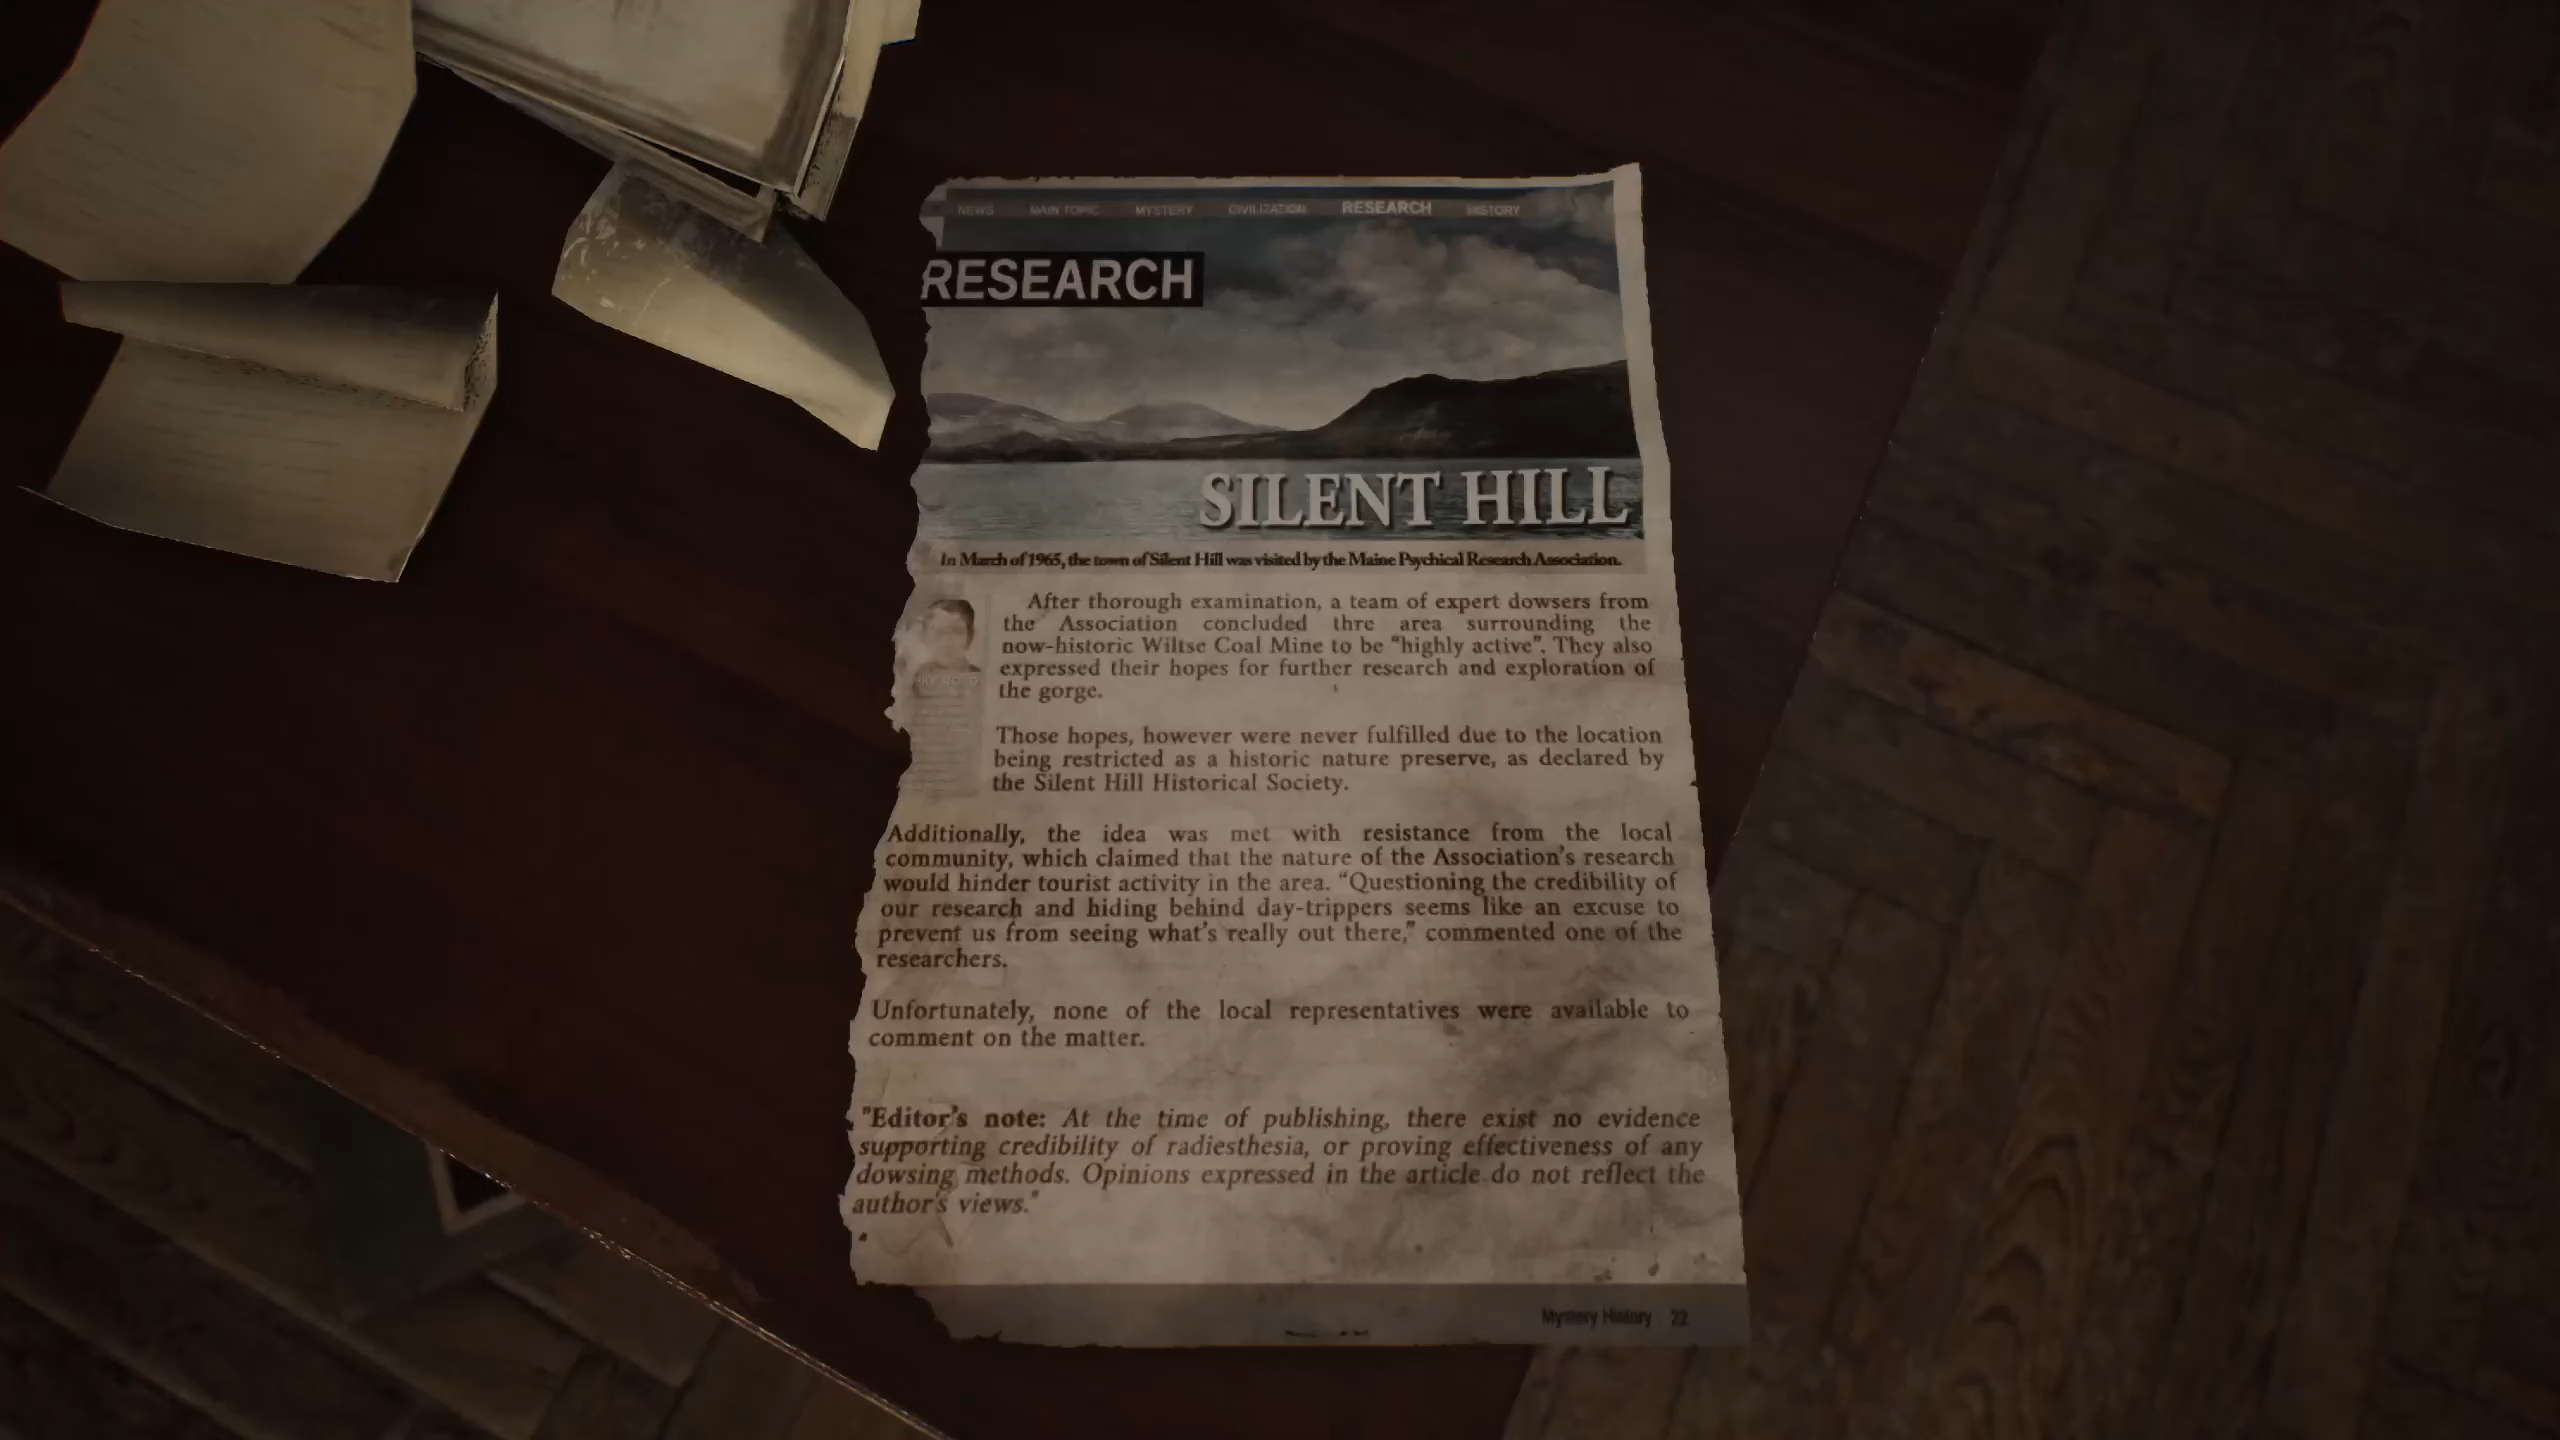 NEWS MAIN TOPIC MYSTERY CIVILIZATION RESEARCH HISTORY
RESEARCH
SILENT HILL
In March of 1965, the town of Silent Hill was visited by the Maine Psychical Research Association.
After thorough examination, a team of expert dowsers from
the Association concluded thre area surrounding the
now-historic Wiltse Coal Mine to be “highly active”. They also
expressed their hopes for further research and exploration of
the gorge.
Those hopes, however were never fulfilled due to the location
being restricted as a historic nature preserve, as declared by
the Silent Hill Historical Society.
Additionally, the idea was met with resistance from the local
community, which claimed that the nature of the Association’s research
would hinder tourist activity in the area. “Questioning the credibility of
our research and hiding behind day-trippers seems like an excuse to
prevent us from seeing what’s really out there,” commented one of the
researchers.
Unfortunately, none of the local representatives were available to
comment on the matter.
"Editor’s note: At the time of publishing, there exist no evidence
supporting credibility of radiesthesia, or proving effectiveness of any
dowsing methods. Opinions expressed in the article do not reflect the
author's views."
Mystery History 22